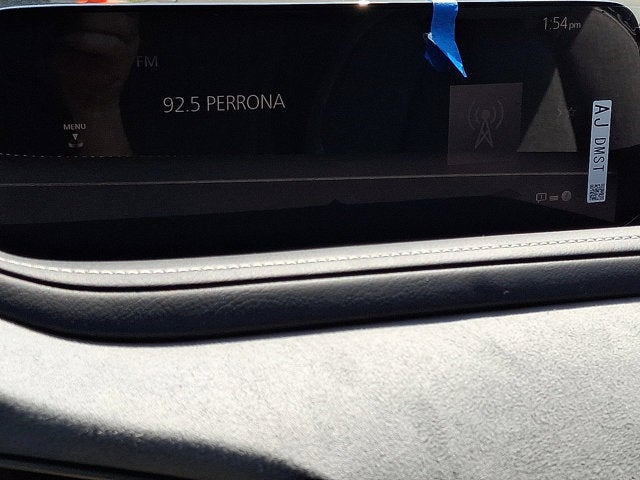 1:54pm
FM
92.5 PERRONA
MENU
AJ DMST